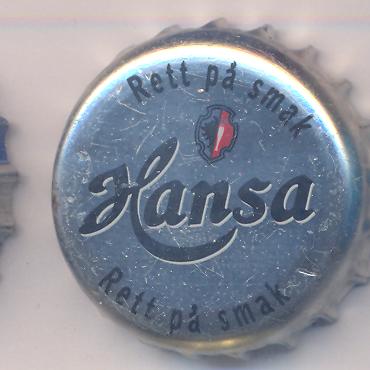 Rett på smak
Hansa
Rett på smak